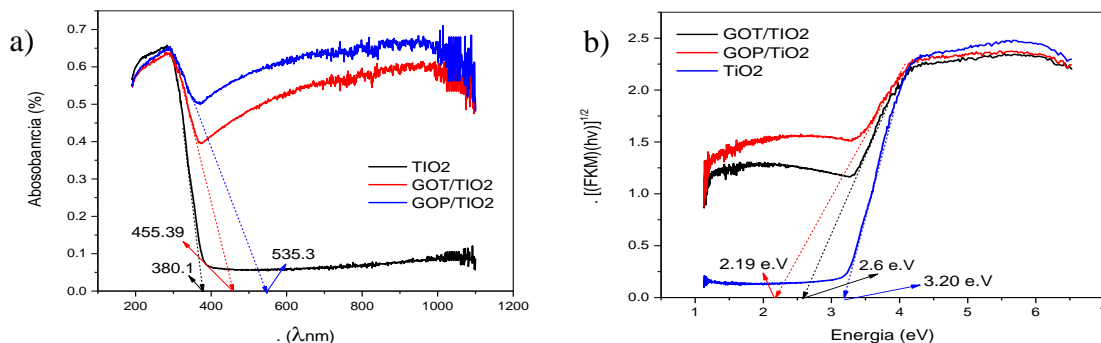 a)
0.7
0.6
0.5
0.4
0.3
0.2
0.1
0.0
Abosobanrcia (%)
TIO2
GOT/TIO2
GOP/TIO2
455.39
380.1
535.3
0
200
400
600
800
1000
1200
. (λnm)
b)
2.5
2.0
1.5
1.0
0.5
0.0
. [(FKM)(hv)]^1/2
GOT/TIO2
GOP/TiO2
TiO2
2.19 e.V
2.6 e.V
3.20 e.V
1
2
3
4
5
6
7
Energia (eV)